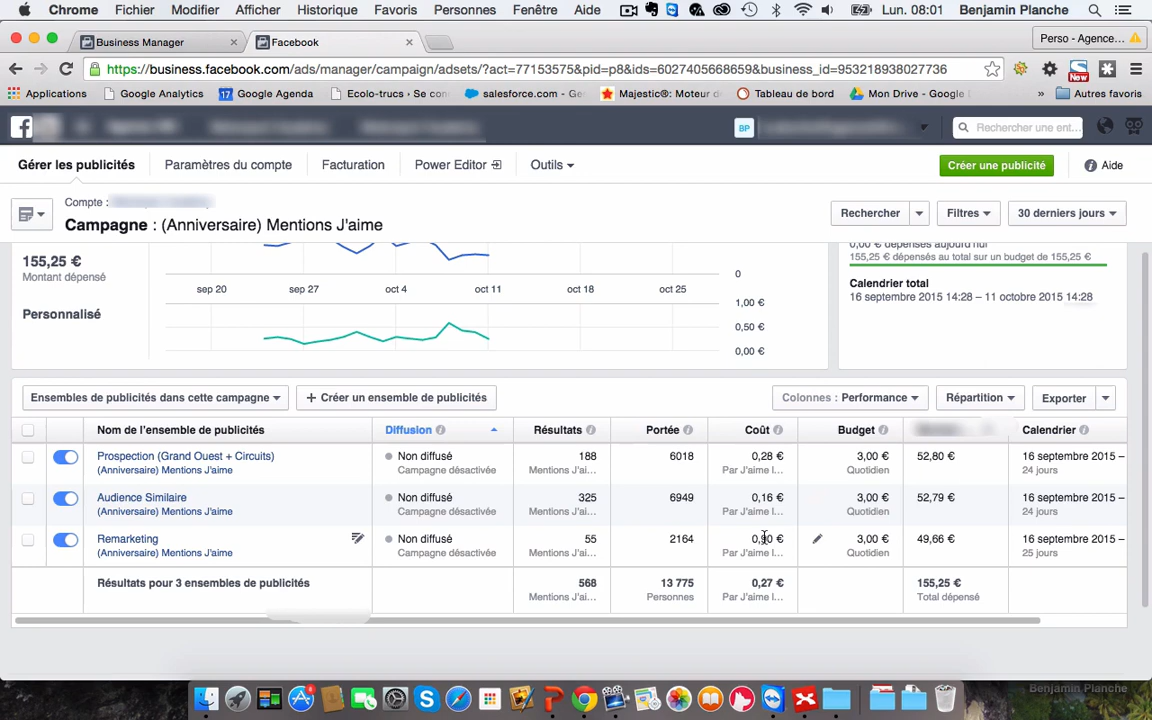 Chrome Fichier Modifier Afficher Historique Favoris Personnes Fenêtre Aide Lun. 08:01 Benjamin Planche
Business Manager Facebook Perso - Agence...
https://business.facebook.com/ads/manager/campaign/adsets/?act=77153575&pid=p8&ids=6027405668659&business_id=953218938027736
Applications Google Analytics 17 Google Agenda Ecolo-trucs › Se con salesforce.com - Ge Majestic®: Moteur d Tableau de bord Mon Drive - Google » Autres favoris
New
BP Rechercher une ent...
Gérer les publicités Paramètres du compte Facturation Power Editor Outils Créer une publicité Aide
Compte :
Campagne : (Anniversaire) Mentions J'aime Rechercher Filtres 30 derniers jours
0,00 € dépensés aujourd'hui
155,25 € 155,25 € dépensés au total sur un budget de 155,25 €
Montant dépensé 0
sep 20 sep 27 oct 4 oct 11 oct 18 oct 25
Calendrier total
16 septembre 2015 14:28 – 11 octobre 2015 14:28
1,00 €
Personnalisé
0,50 €
0,00 €
Ensembles de publicités dans cette campagne + Créer un ensemble de publicités Colonnes : Performance Répartition Exporter
Nom de l'ensemble de publicités Diffusion Résultats Portée Coût Budget Calendrier
Prospection (Grand Ouest + Circuits) Non diffusé 188 6018 0,28 € 3,00 € 52,80 € 16 septembre 2015 –
(Anniversaire) Mentions J'aime Campagne désactivée Mentions J'ai... Par J'aime l... Quotidien 24 jours
Audience Similaire Non diffusé 325 6949 0,16 € 3,00 € 52,79 € 16 septembre 2015 –
(Anniversaire) Mentions J'aime Campagne désactivée Mentions J'ai... Par J'aime l... Quotidien 24 jours
Remarketing Non diffusé 55 2164 3,00 € 49,66 € 16 septembre 2015 –
(Anniversaire) Mentions J'aime Campagne désactivée Mentions J'ai... Par J'aime l... Quotidien 25 jours
Résultats pour 3 ensembles de publicités 568 13 775 0,27 € 155,25 €
Mentions J'ai... Personnes Par J'aime l... Total dépensé
Benjamin Planche